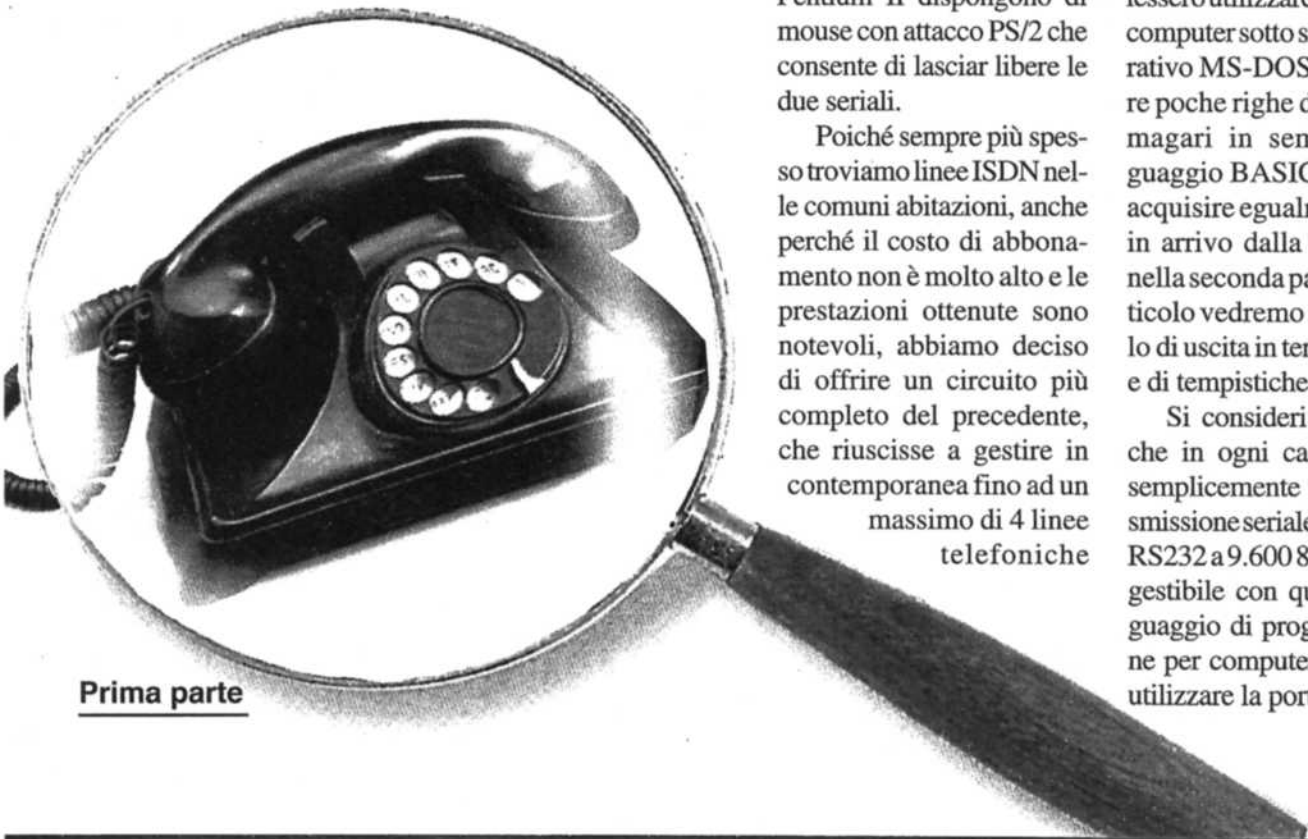 Pentium II dispongono di
mouse con attacco PS/2 che
consente di lasciar libere le
due seriali.
Poiché sempre più spes-
so troviamo linee ISDN nel-
le comuni abitazioni, anche
perché il costo di abbona-
mento non è molto alto e le
prestazioni ottenute sono
notevoli, abbiamo deciso
di offrire un circuito più
completo del precedente,
che riuscisse a gestire in
contemporanea fino ad un
massimo di 4 linee
telefoniche
lessero utilizzare
computer sotto s
rativo MS-DOS
re poche righe d
magari in sem
guaggio BASIC
acquisire egualm
in arrivo dalla
nella seconda pa
ticolo vedremo
lo di uscita in ter
e di tempistiche
Si consideri
che in ogni ca
semplicemente
smissione seriale
RS232 a 9.600 8
gestibile con qu
guaggio di prog
ne per compute
utilizzare la por
Prima parte